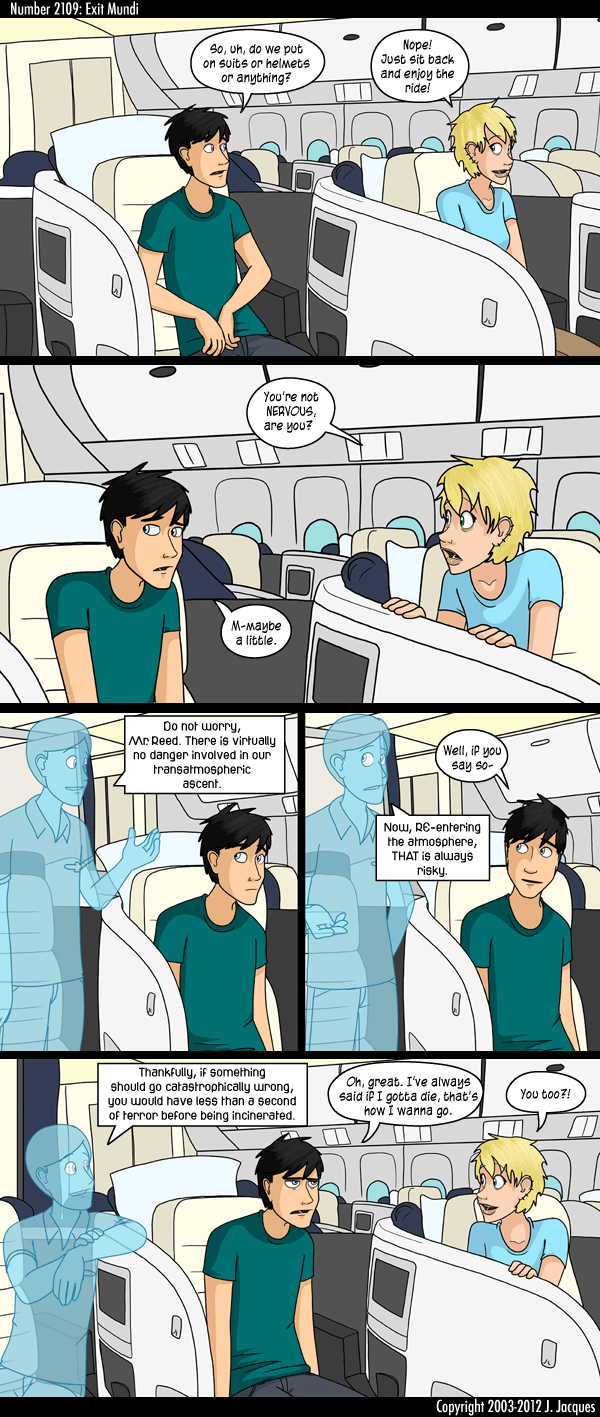 Number 2109: Exit Mundi
So, uh, do we put
on suits or helmets
or anything?
Nope!
Just sit back
and enjoy the
ride!
You're not
NERVOUS,
are you?
M-maybe
a little.
Do not worry,
Mr. Reed. There is virtually
no danger involved in our
transatmospheric
ascent.
Well, if you
say so-
Now, RE-entering
the atmosphere,
THAT is always
risky.
Thankfully, if something
should go catastrophically wrong,
you would have less than a second
of terror before being incinerated.
Oh, great. I've always
said if I gotta die, that's
how I wanna go.
You too?!
Copyright 2003-2012 J. Jacques